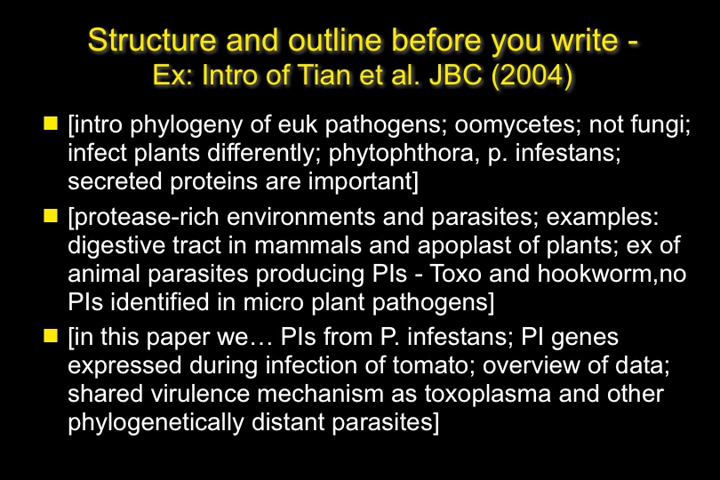 Structure and outline before you write -
Ex: Intro of Tian et al. JBC (2004)
[intro phylogeny of euk pathogens; oomycetes; not fungi;
infect plants differently; phytophthora, p. infestans;
secreted proteins are important]
[protease-rich environments and parasites; examples:
digestive tract in mammals and apoplast of plants; ex of
animal parasites producing PIs - Toxo and hookworm,no
PIs identified in micro plant pathogens]
[in this paper we… PIs from P. infestans; PI genes
expressed during infection of tomato; overview of data;
shared virulence mechanism as toxoplasma and other
phylogenetically distant parasites]